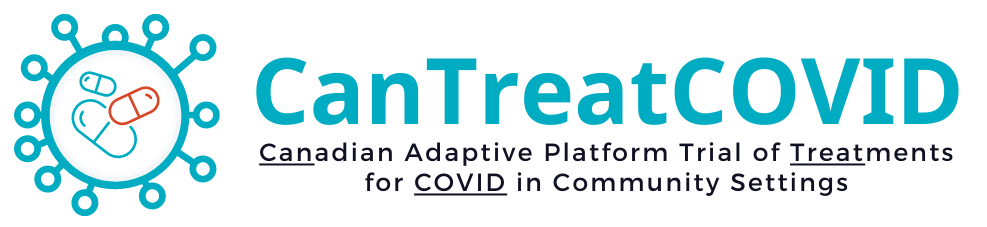 CanTreatCOVID
Canadian Adaptive Platform Trial of Treatments
for COVID in Community Settings